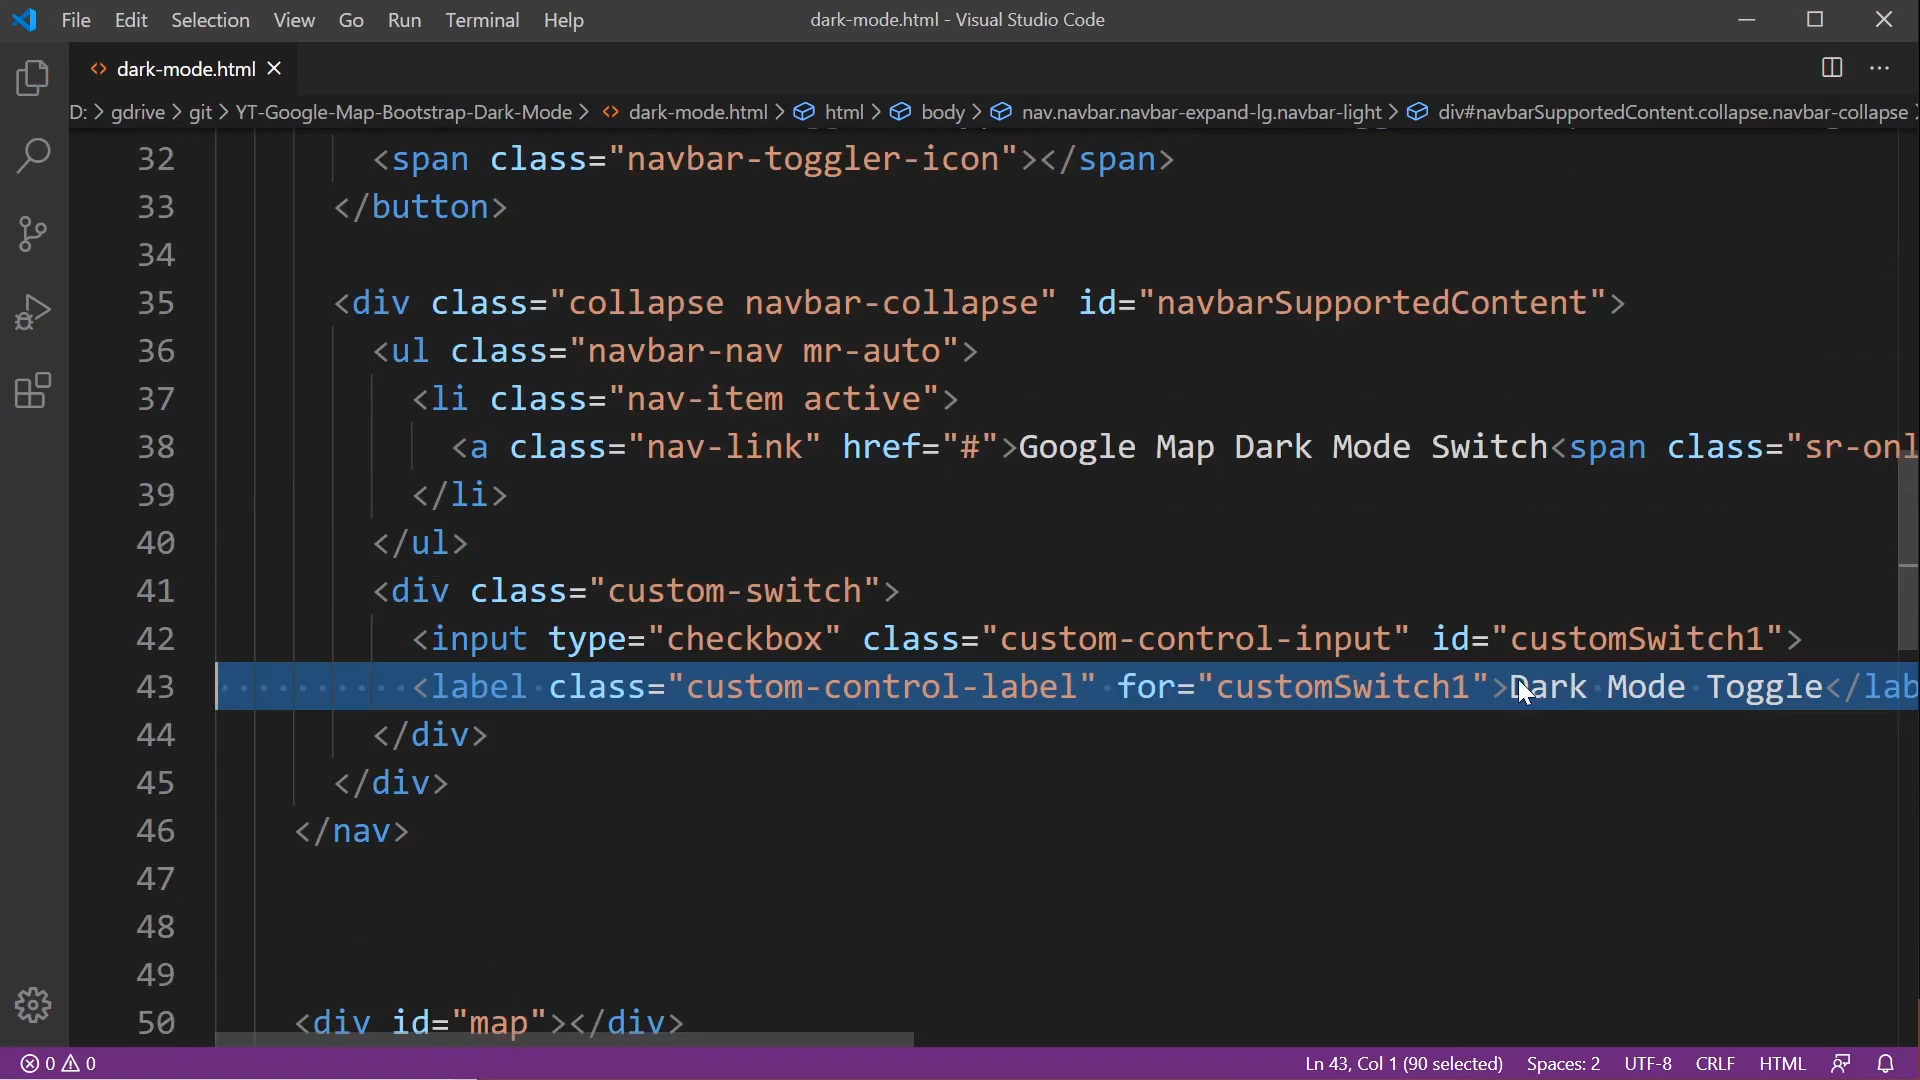 File Edit Selection View Go Run Terminal Help dark-mode.html - Visual Studio Code
dark-mode.html
D: > gdrive > git > YT-Google-Map-Bootstrap-Dark-Mode > dark-mode.html > html > body > nav.navbar.navbar-expand-lg.navbar-light > div#navbarSupportedContent.collapse.navbar-collapse >
32 <span class="navbar-toggler-icon"></span>
33 </button>
34
35 <div class="collapse navbar-collapse" id="navbarSupportedContent">
36 <ul class="navbar-nav mr-auto">
37 <li class="nav-item active">
38 <a class="nav-link" href="#">Google Map Dark Mode Switch<span class="sr-onl
39 </li>
40 </ul>
41 <div class="custom-switch">
42 <input type="checkbox" class="custom-control-input" id="customSwitch1">
43 <label class="custom-control-label" for="customSwitch1">Dark Mode Toggle</lab
44 </div>
45 </div>
46 </nav>
47
48
49
50 <div id="map"></div>
0 0 Ln 43, Col 1 (90 selected) Spaces: 2 UTF-8 CRLF HTML